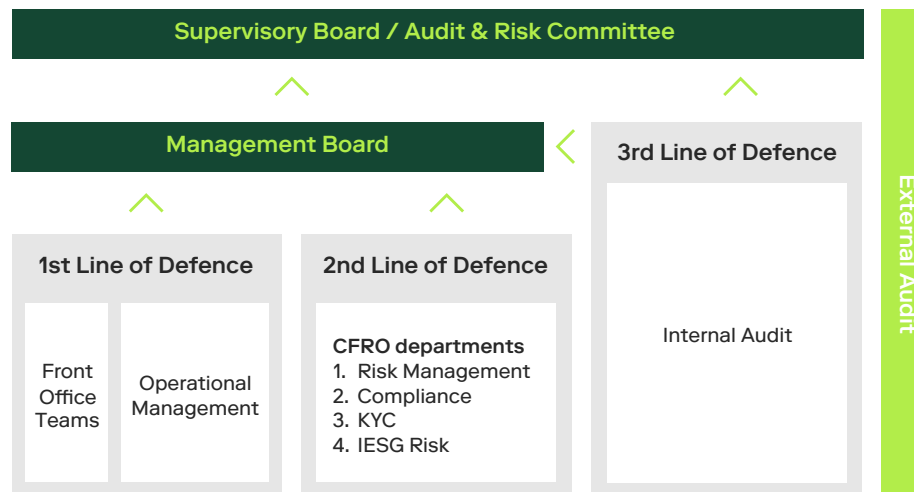 Supervisory Board / Audit & Risk Committee
Management Board
3rd Line of Defence
External Audit
1st Line of Defence
2nd Line of Defence
Front
Office
Teams
Operational
Management
CFRO departments
1. Risk Management
2. Compliance
3. KYC
4. IESG Risk
Internal Audit